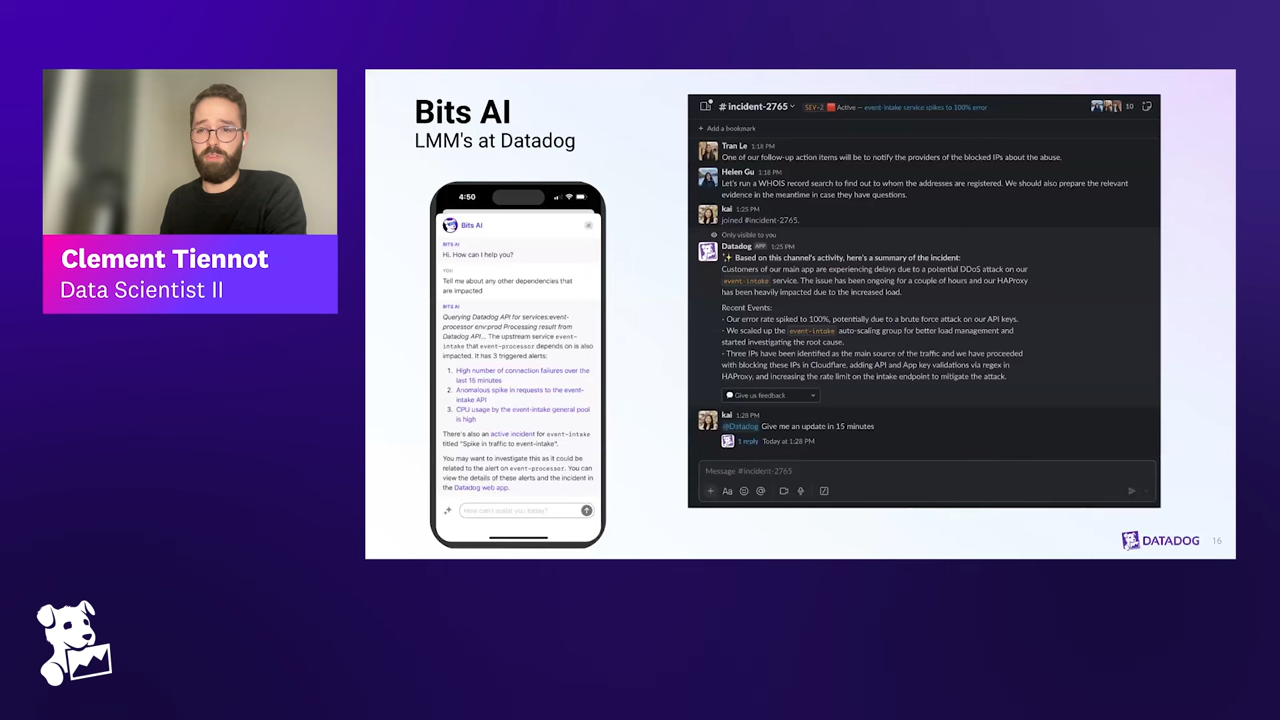 Clement Tiennot
Data Scientist II
Bits AI
LMM's at Datadog
4:50
Bits AI
BITS AI
Hi. How can I help you?
YOU
Tell me about any other dependencies that
are impacted
BITS AI
Querying Datadog API for services:event-
processor env:prod Processing result from
Datadog API... The upstream service event-
intake that event-processor depends on is also
impacted. It has 3 triggered alerts:
1. High number of connection failures over the
last 15 minutes
2. Anomalous spike in requests to the event-
intake API
3. CPU usage by the event-intake general pool
is high
There's also an active incident for event-intake
titled "Spike in traffic to event-intake".
You may want to investigate this as it could be
related to the alert on event-processor. You can
view the details of these alerts and the incident in
the Datadog web app.
How can I assist you today?
# incident-2765
SEV-2 Active — event-intake service spikes to 100% error
10
+ Add a bookmark
Tran Le 1:18 PM
One of our follow-up action items will be to notify the providers of the blocked IPs about the abuse.
Helen Gu 1:18 PM
Let's run a WHOIS record search to find out to whom the addresses are registered. We should also prepare the relevant
evidence in the meantime in case they have questions.
kai 1:25 PM
joined #incident-2765.
Only visible to you
Datadog APP 1:25 PM
✨ Based on this channel's activity, here's a summary of the incident:
Customers of our main app are experiencing delays due to a potential DDoS attack on our
event-intake service. The issue has been ongoing for a couple of hours and our HAProxy
has been heavily impacted due to the increased load.
Recent Events:
- Our error rate spiked to 100%, potentially due to a brute force attack on our API keys.
- We scaled up the event-intake auto-scaling group for better load management and
started investigating the root cause.
- Three IPs have been identified as the main source of the traffic and we have proceeded
with blocking these IPs in Cloudflare, adding API and App key validations via regex in
HAProxy, and increasing the rate limit on the intake endpoint to mitigate the attack.
Give us feedback
kai 1:28 PM
@Datadog Give me an update in 15 minutes
1 reply Today at 1:28 PM
Message #incident-2765
Aa
DATADOG 16